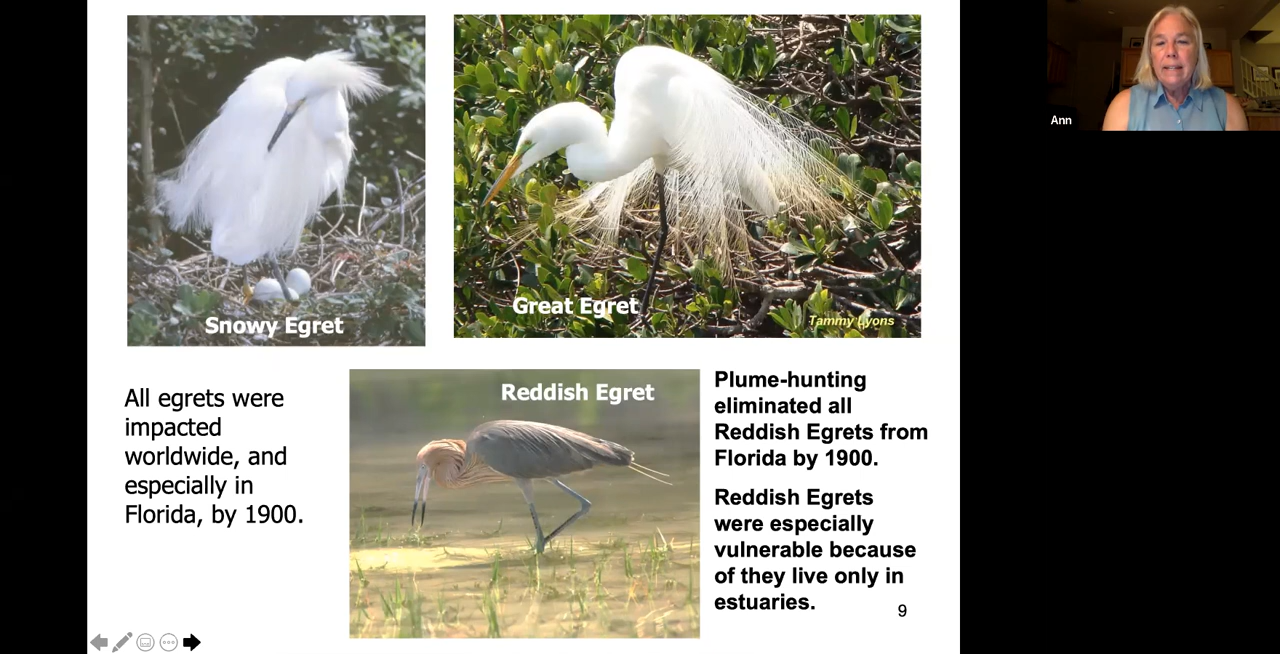 Ann
Snowy Egret
Great Egret
Tammy Lyons
All egrets were
impacted
worldwide, and
especially in
Florida, by 1900.
Reddish Egret
Plume-hunting
eliminated all
Reddish Egrets from
Florida by 1900.
Reddish Egrets
were especially
vulnerable because
of they live only in
estuaries.
9